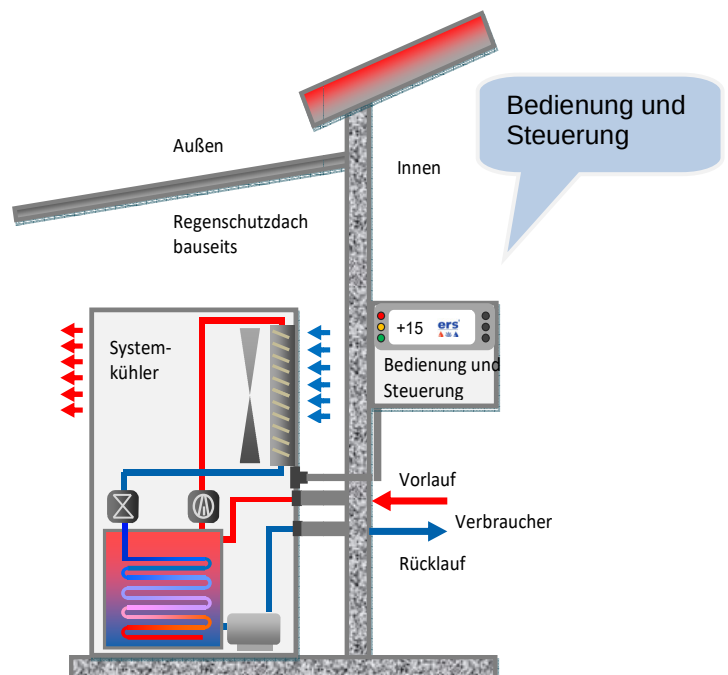 Bedienung und
Steuerung
Außen
Innen
Regenschutzdach
bauseits
System-
kühler
+15
ers
Bedienung und
Steuerung
Vorlauf
Verbraucher
Rücklauf